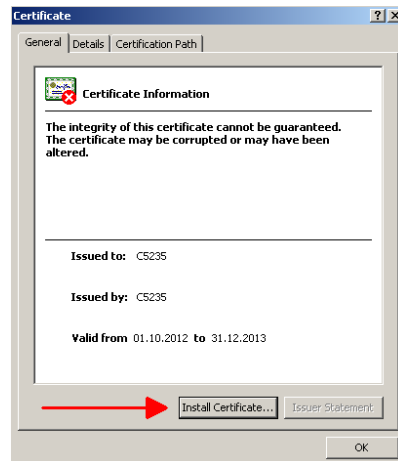 Certificate
General Details Certification Path
Certificate Information
The integrity of this certificate cannot be guaranteed.
The certificate may be corrupted or may have been
altered.
Issued to: C5235
Issued by: C5235
Valid from 01.10.2012 to 31.12.2013
Install Certificate... Issuer Statement
OK